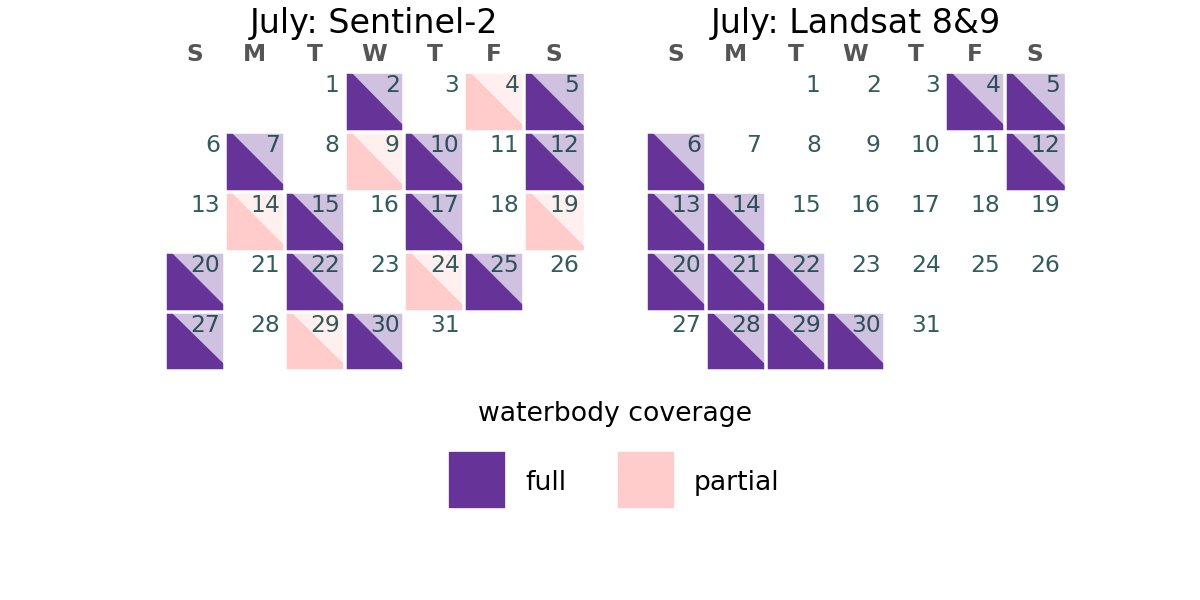 July: Sentinel-2
S M T W T F S
1 2 3 4 5
6 7 8 9 10 11 12
13 14 15 16 17 18 19
20 21 22 23 24 25 26
27 28 29 30 31
July: Landsat 8&9
S M T W T F S
1 2 3 4 5
6 7 8 9 10 11 12
13 14 15 16 17 18 19
20 21 22 23 24 25 26
27 28 29 30 31
waterbody coverage
full partial